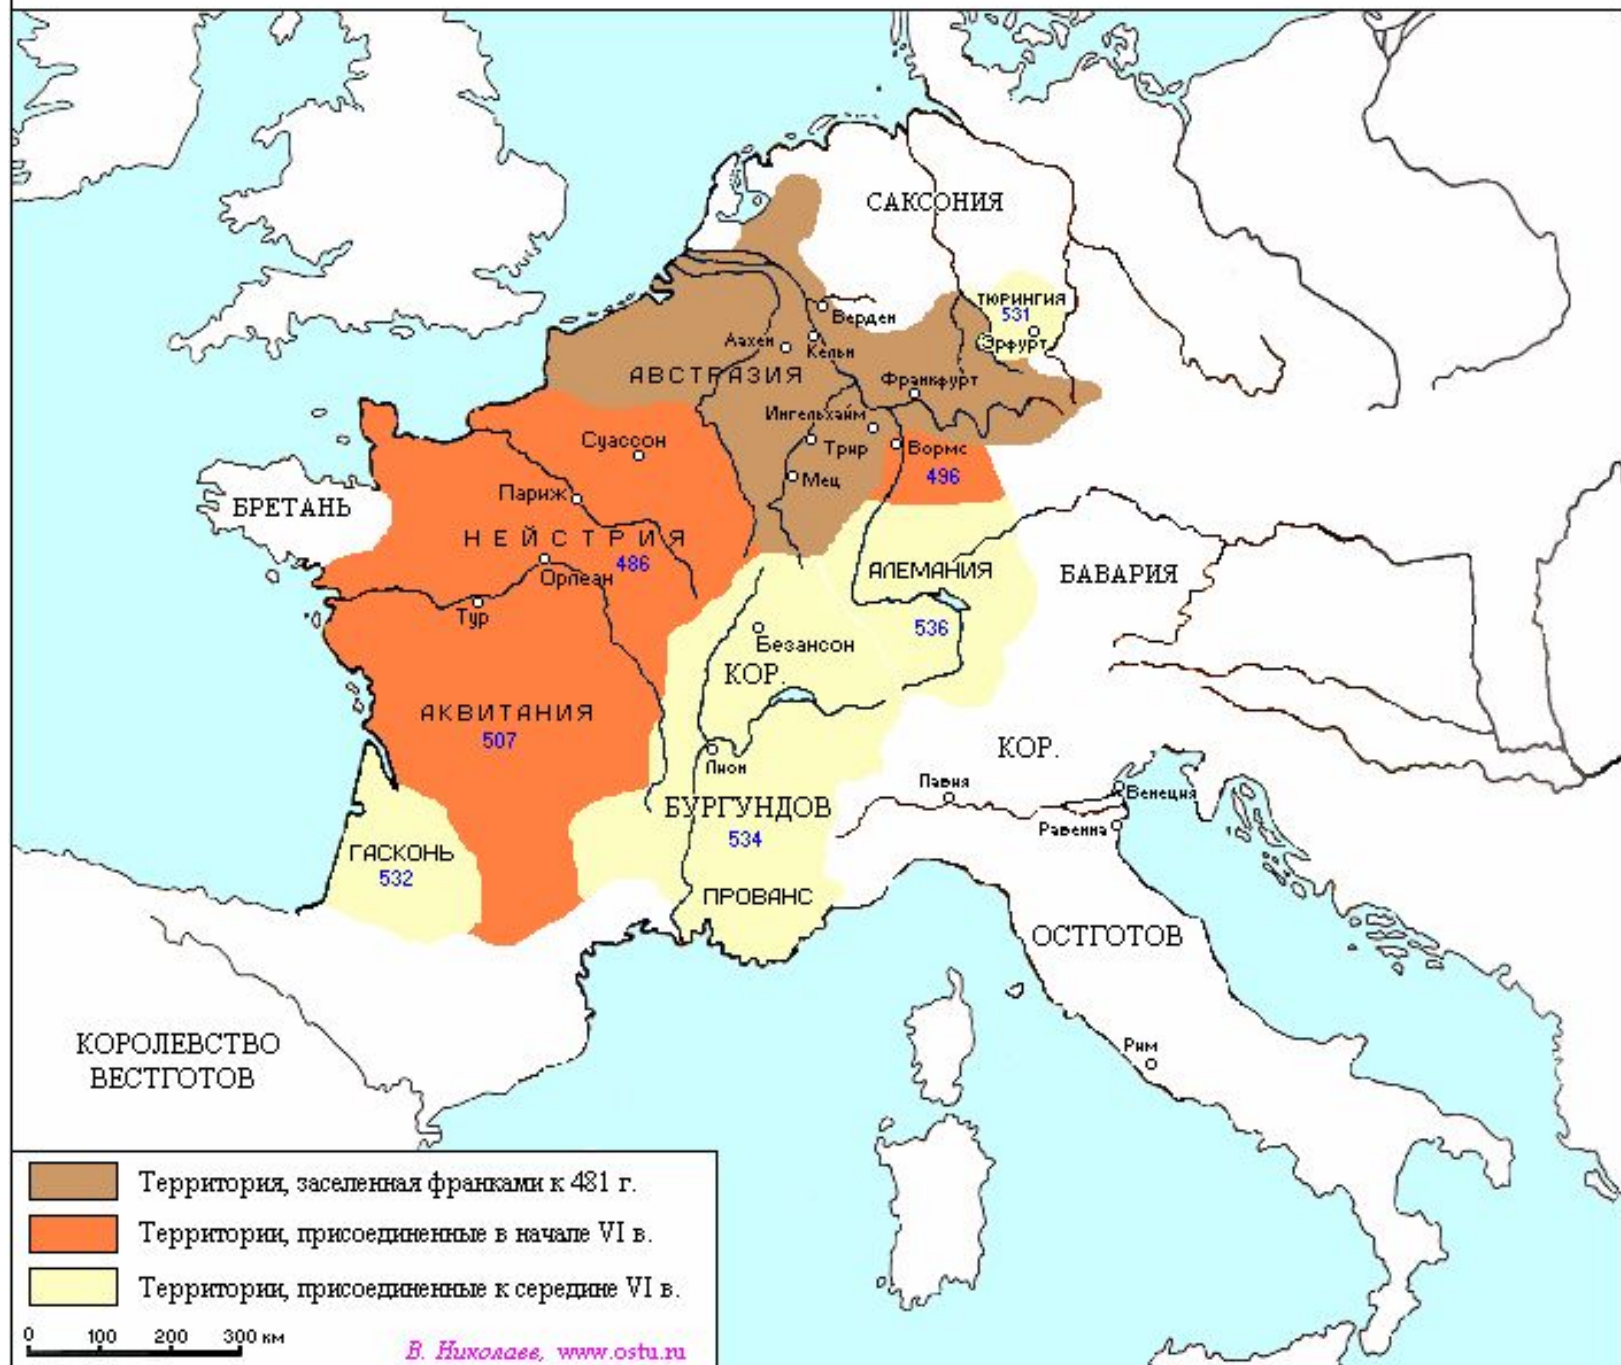 САКСОНИЯ
ТЮРИНГИЯ
531
Эрфурт
Верден
Аахен
Кельн
АВСТРАЗИЯ
Франкфурт
Ингельхайм
Трир
Вормс
496
Мец
Суассон
Париж
БРЕТАНЬ
НЕЙСТРИЯ
486
Орлеан
Тур
АЛЕМАНИЯ
536
БАВАРИЯ
Безансон
КОР.
АКВИТАНИЯ
507
Лион
БУРГУНДОВ
534
КОР.
Павия
Венеция
Равенна
ГАСКОНЬ
532
ПРОВАНС
ОСТГОТОВ
Рим
КОРОЛЕВСТВО
ВЕСТГОТОВ
Территория, заселенная франками к 481 г.
Территории, присоединенные в начале VI в.
Территории, присоединенные к середине VI в.
0 100 200 300 км
В. Николаев, www.ostu.ru